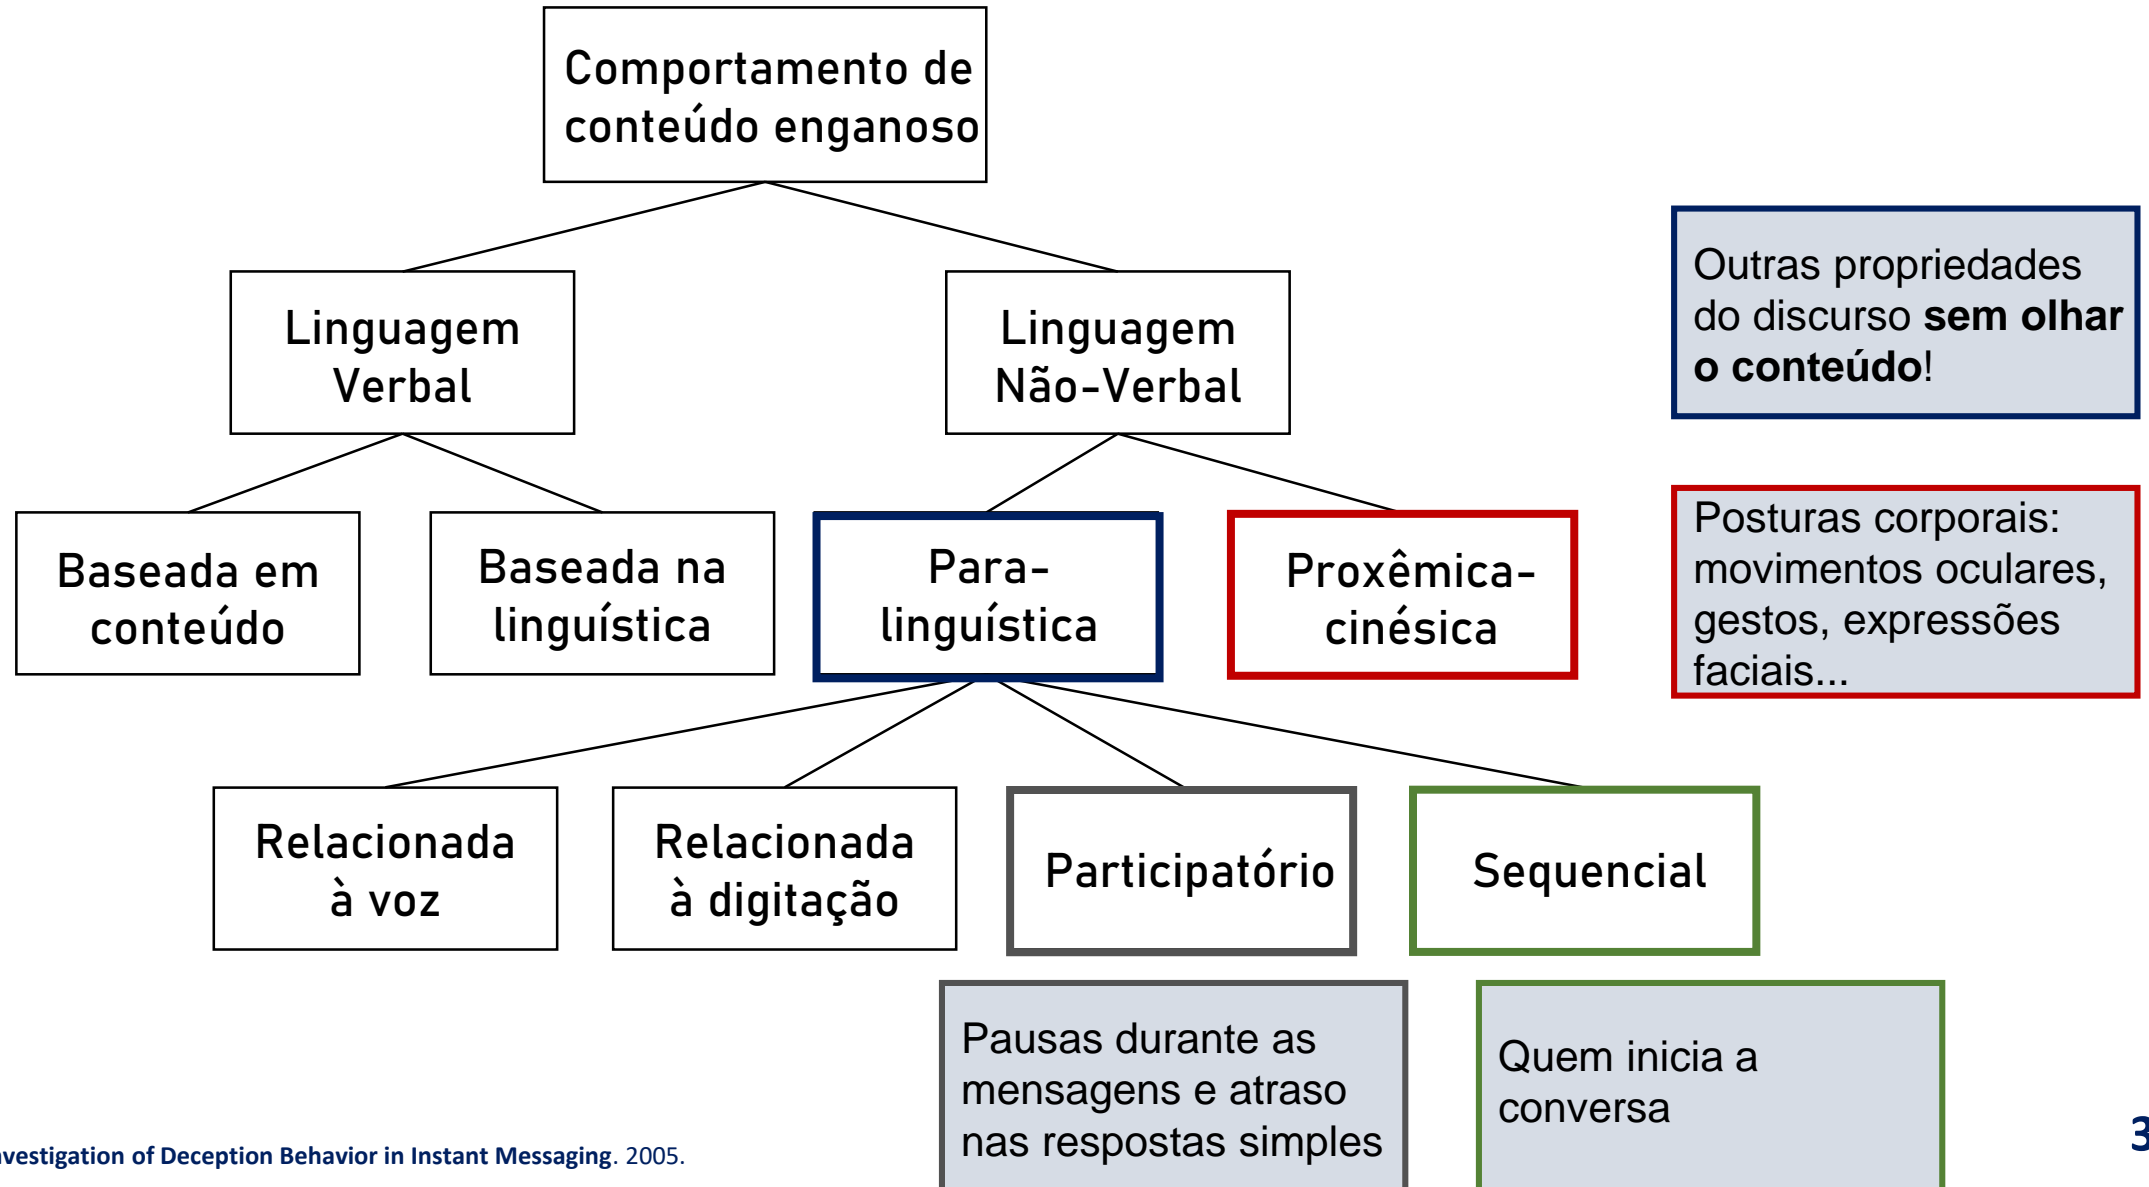 Comportamento de
conteúdo enganoso
Linguagem
Verbal
Linguagem
Não-Verbal
Outras propriedades
do discurso sem olhar
o conteúdo!
Baseada em
conteúdo
Baseada na
linguística
Para-
linguística
Proxêmica-
cinésica
Posturas corporais:
movimentos oculares,
gestos, expressões
faciais...
Relacionada
à voz
Relacionada
à digitação
Participatório
Sequencial
Pausas durante as
mensagens e atraso
nas respostas simples
Quem inicia a
conversa
of Deception Behavior in Instant Messaging. 2005.
3